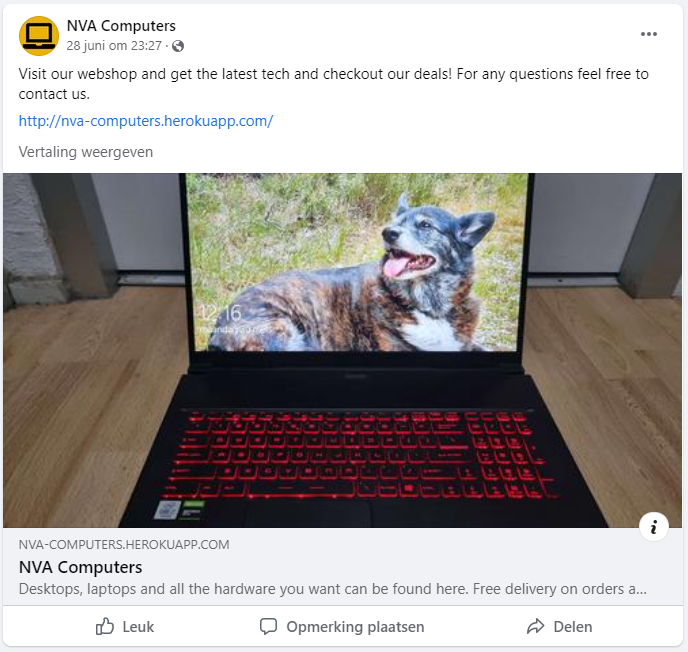 NVA Computers
28 juni om 23:27 ·
Visit our webshop and get the latest tech and checkout our deals! For any questions feel free to
contact us.
http://nva-computers.herokuapp.com/
Vertaling weergeven
12:16
maandag
NVA-COMPUTERS.HEROKUAPP.COM
NVA Computers
Desktops, laptops and all the hardware you want can be found here. Free delivery on orders a...
Leuk
Opmerking plaatsen
Delen